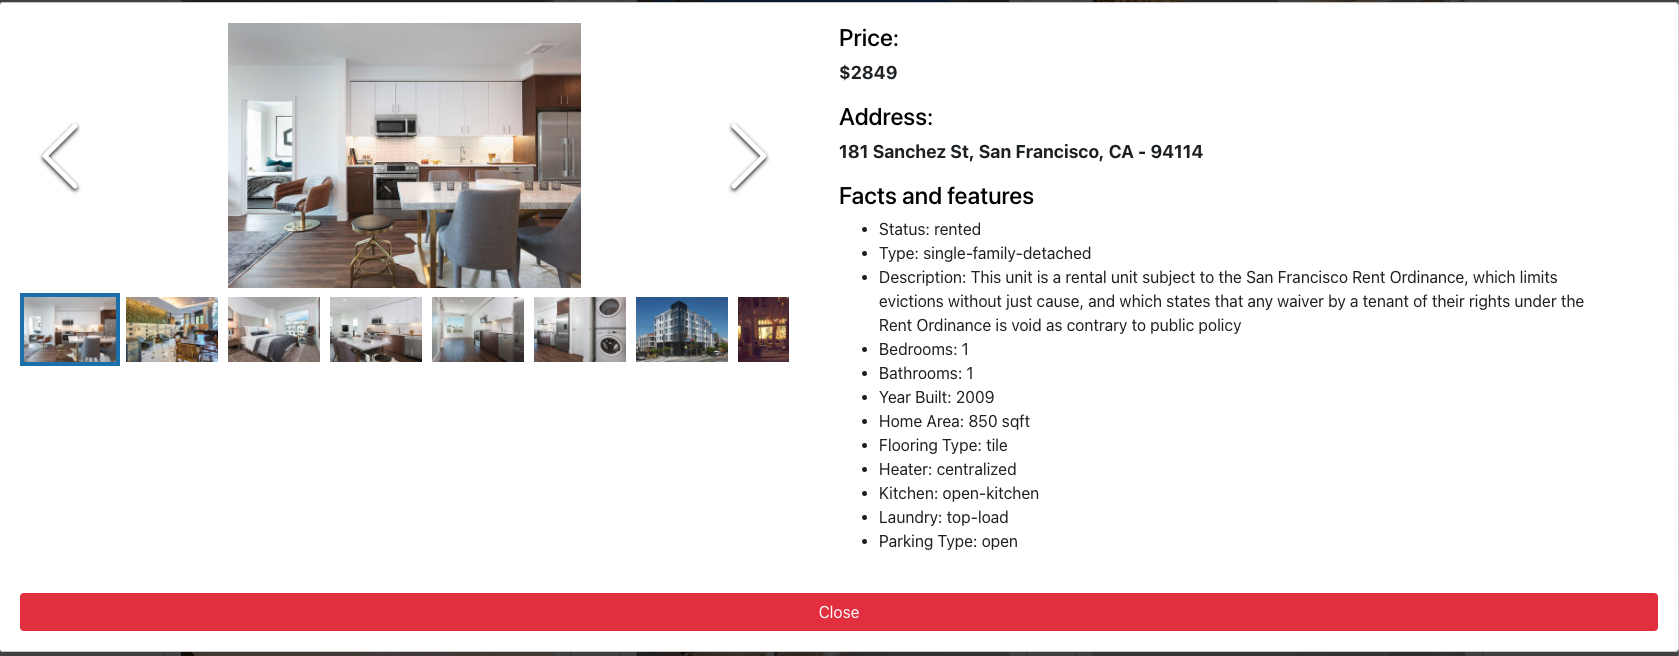 Price:
$2849
Address:
181 Sanchez St, San Francisco, CA - 94114
Facts and features
Status: rented
Type: single-family-detached
Description: This unit is a rental unit subject to the San Francisco Rent Ordinance, which limits
evictions without just cause, and which states that any waiver by a tenant of their rights under the
Rent Ordinance is void as contrary to public policy
Bedrooms: 1
Bathrooms: 1
Year Built: 2009
Home Area: 850 sqft
Flooring Type: tile
Heater: centralized
Kitchen: open-kitchen
Laundry: top-load
Parking Type: open
Close